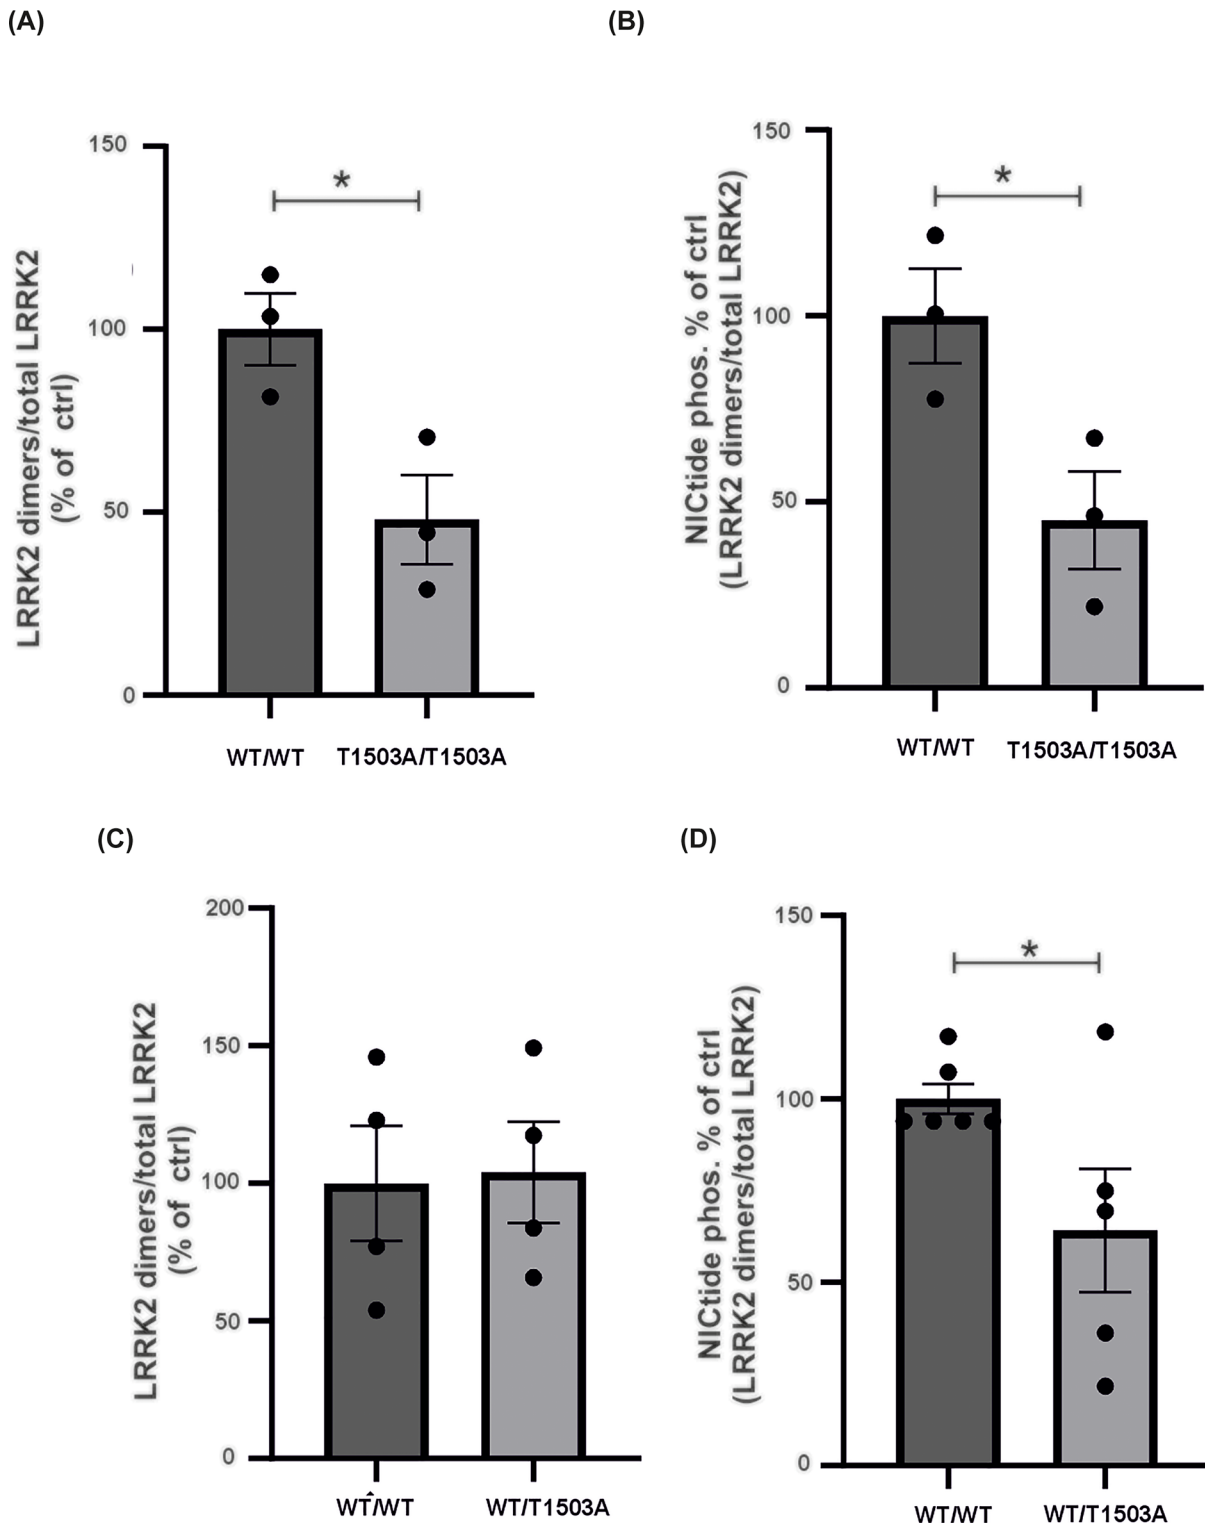 (A)
LRRK2 dimers/total LRRK2
(% of ctrl)
150
100
50
0
*
WT/WT
T1503A/T1503A
(B)
NICtide phos. % of ctrl
(LRRK2 dimers/total LRRK2)
150
100
50
0
*
WT/WT
T1503A/T1503A
(C)
LRRK2 dimers/total LRRK2
(% of ctrl)
200
150
100
50
0
WT/WT
WT/T1503A
(D)
NICtide phos. % of ctrl
(LRRK2 dimers/total LRRK2)
150
100
50
0
*
WT/WT
WT/T1503A